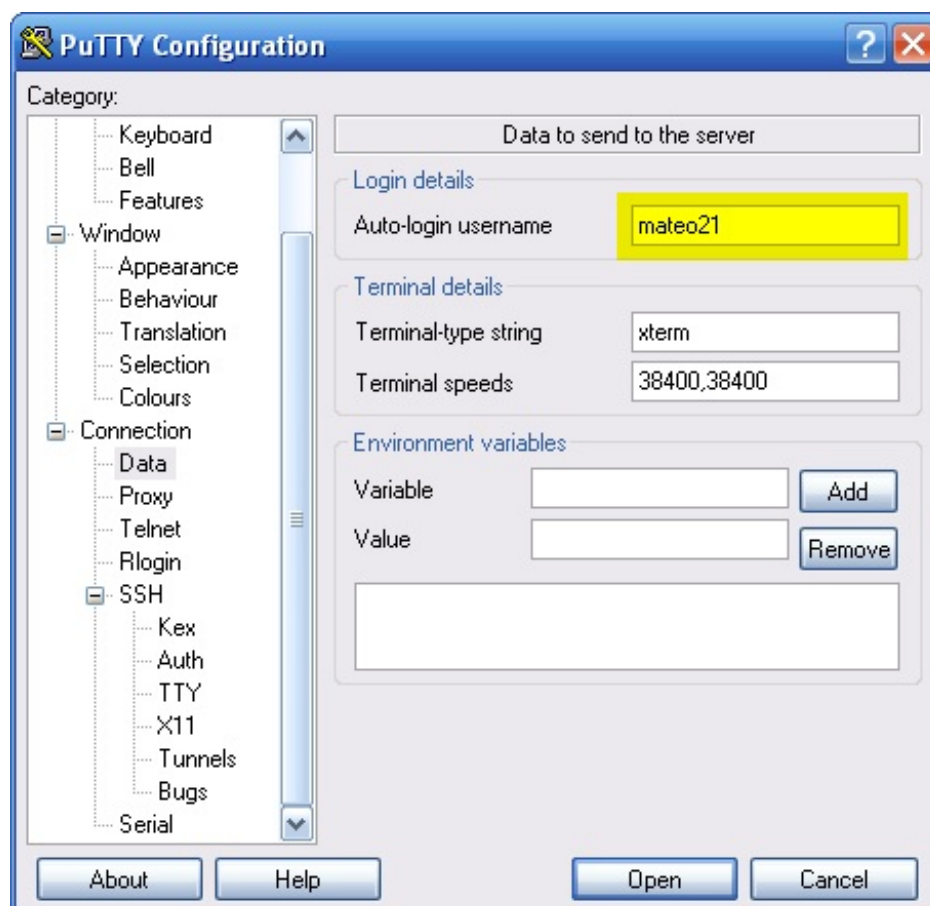 PuTTY Configuration
Category:
Keyboard
Bell
Features
Window
Appearance
Behaviour
Translation
Selection
Colours
Connection
Data
Proxy
Telnet
Rlogin
SSH
Kex
Auth
TTY
X11
Tunnels
Bugs
Serial
Data to send to the server
Login details
Auto-login username mateo21
Terminal details
Terminal-type string xterm
Terminal speeds 38400,38400
Environment variables
Variable Add
Value Remove
About Help Open Cancel